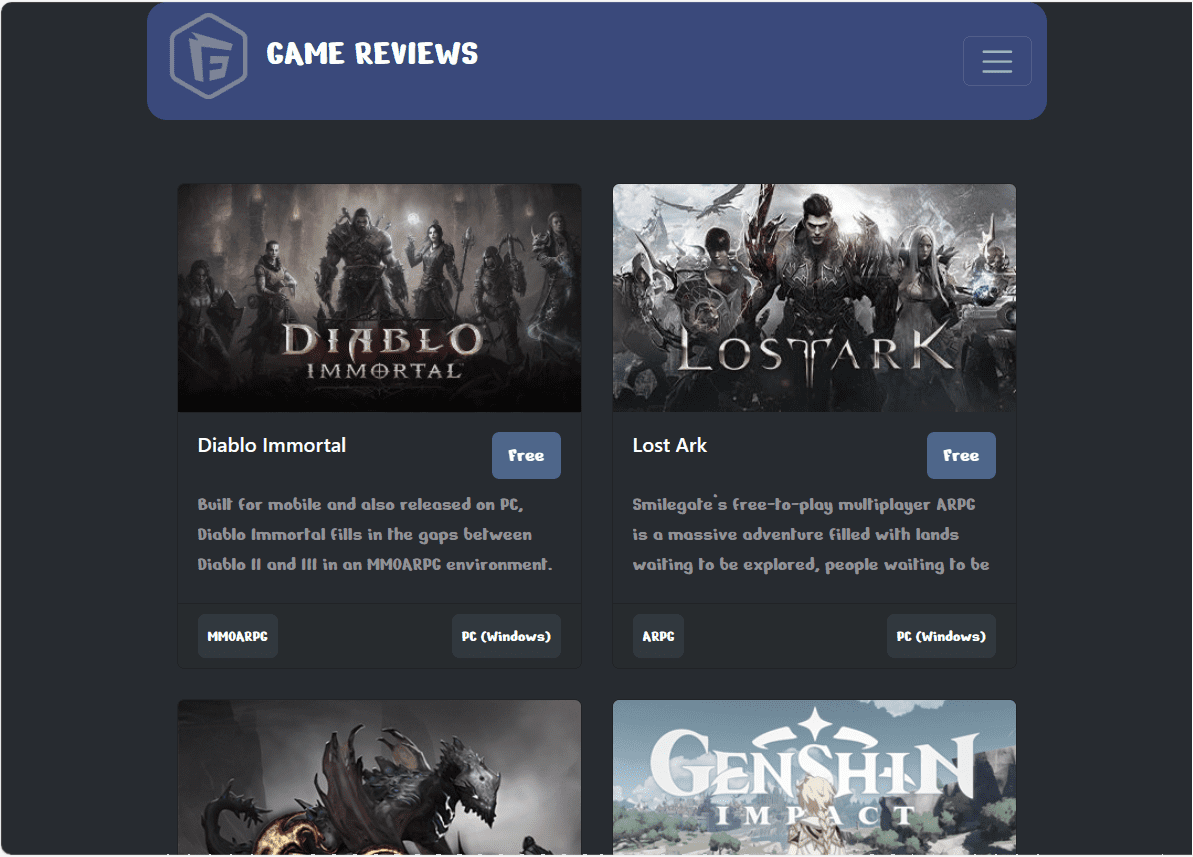 GAME REVIEWS
DIABLO
IMMORTAL
LOST ARK
Diablo Immortal
Free
Built for mobile and also released on PC,
Diablo Immortal fills in the gaps between
Diablo II and III in an MMOARPG environment.
MMOARPG
PC (Windows)
Lost Ark
Free
Smilegate's free-to-play multiplayer ARPG
is a massive adventure filled with lands
waiting to be explored, people waiting to be
ARPG
PC (Windows)
GENSHIN
IMPACT